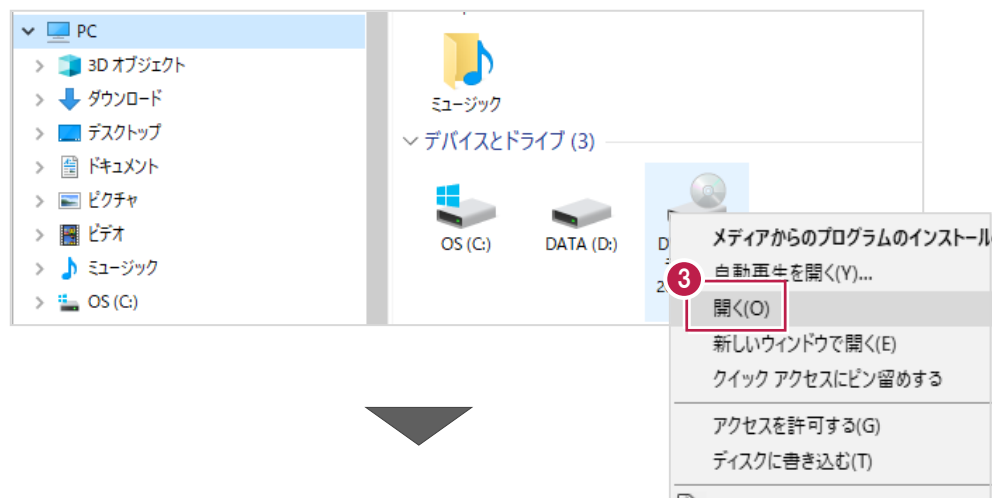 PC
3D オブジェクト
ダウンロード
デスクトップ
ドキュメント
ピクチャ
ビデオ
ミュージック
OS (C:)
ミュージック
デバイスとドライブ (3)
OS (C:)
DATA (D:)
D
2
メディアからのプログラムのインストール
自動再生を開く(Y)...
3
開く(O)
新しいウィンドウで開く(E)
クイック アクセスにピン留めする
アクセスを許可する(G)
ディスクに書き込む(T)